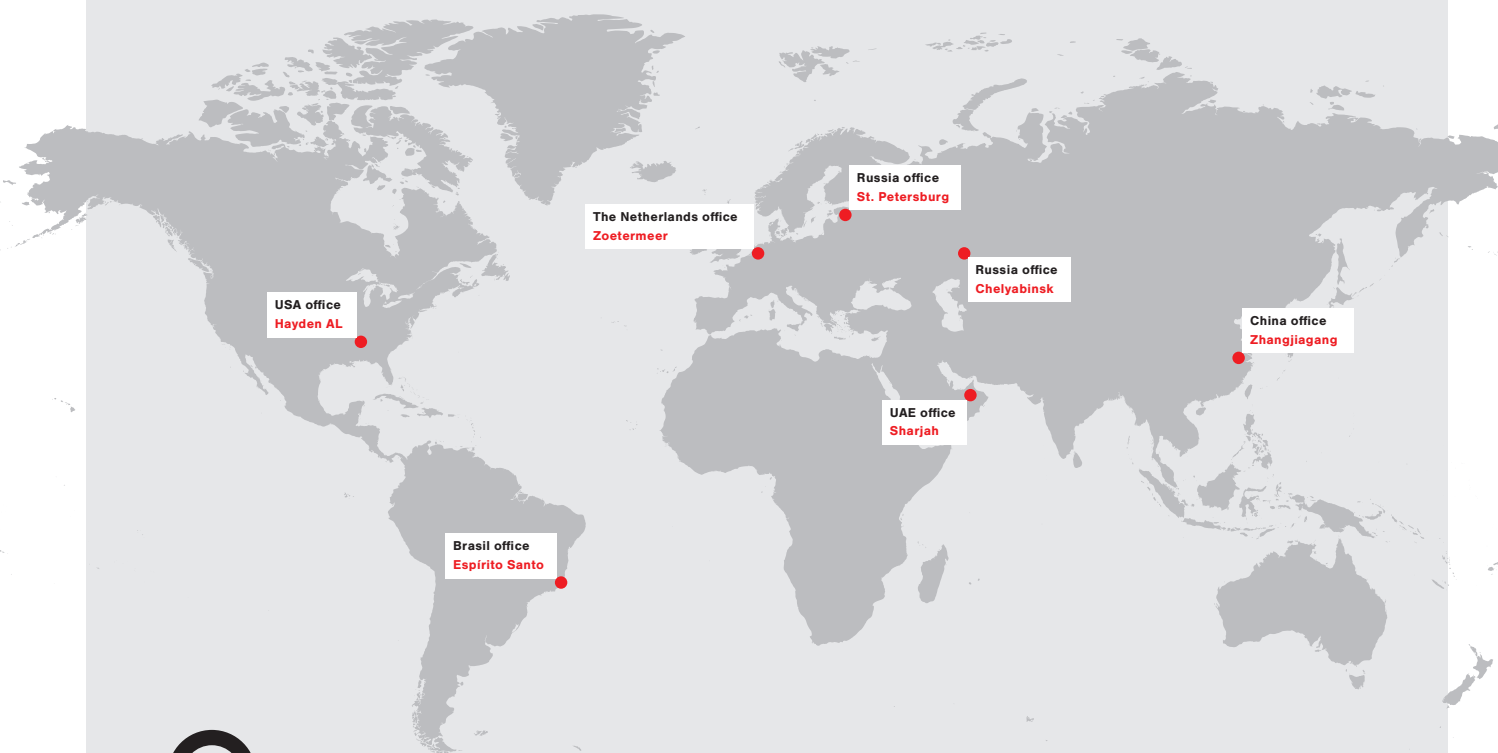 Russia office
St. Petersburg
The Netherlands office
Zoetermeer
Russia office
Chelyabinsk
USA office
Hayden AL
China office
Zhangjiagang
UAE office
Sharjah
Brasil office
Espírito Santo